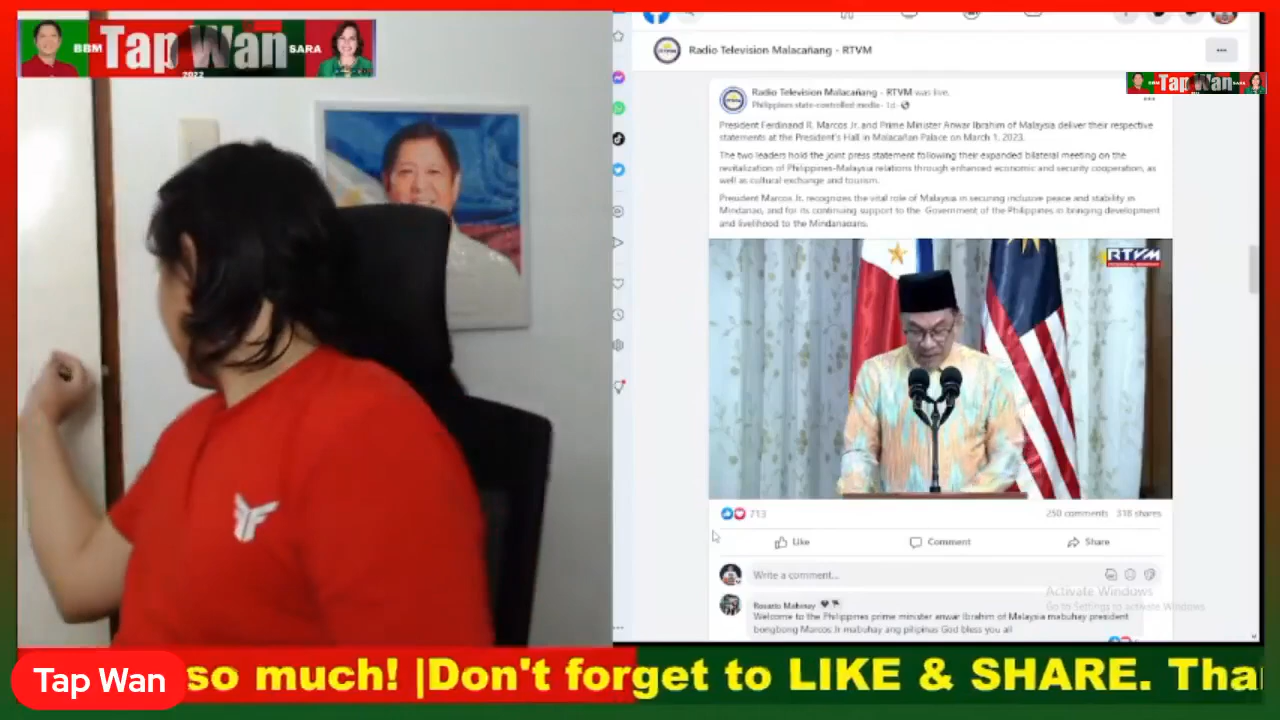 BBM Tap Wan SARA
2022
Radio Television Malacañang - RTVM
BBM Tap Wan SARA
Radio Television Malacañang - RTVM was live.
Philippines state-controlled media · 1d ·
President Ferdinand R. Marcos Jr. and Prime Minister Anwar Ibrahim of Malaysia deliver their respective
statements at the President's Hall in Malacañan Palace on March 1, 2023.
The two leaders hold the joint press statement following their expanded bilateral meeting on the
revitalization of Philippines-Malaysia relations through enhanced economic and security cooperation, as
well as cultural exchange and tourism.
President Marcos Jr. recognizes the vital role of Malaysia in securing inclusive peace and stability in
Mindanao, and for its continuing support to the Government of the Philippines in bringing development
and livelihood to the Mindanaoans.
RTVM
713
250 comments 318 shares
Like Comment Share
Write a comment...
Activate Windows
Go to Settings to activate Windows.
Rosario Mahinay
Welcome to the Philippines prime minister anwar Ibrahim of Malaysia mabuhay president
bongbong Marcos Jr mabuhay ang pilipinas God bless you all
Tap Wan
so much! |Don't forget to LIKE & SHARE. Tha